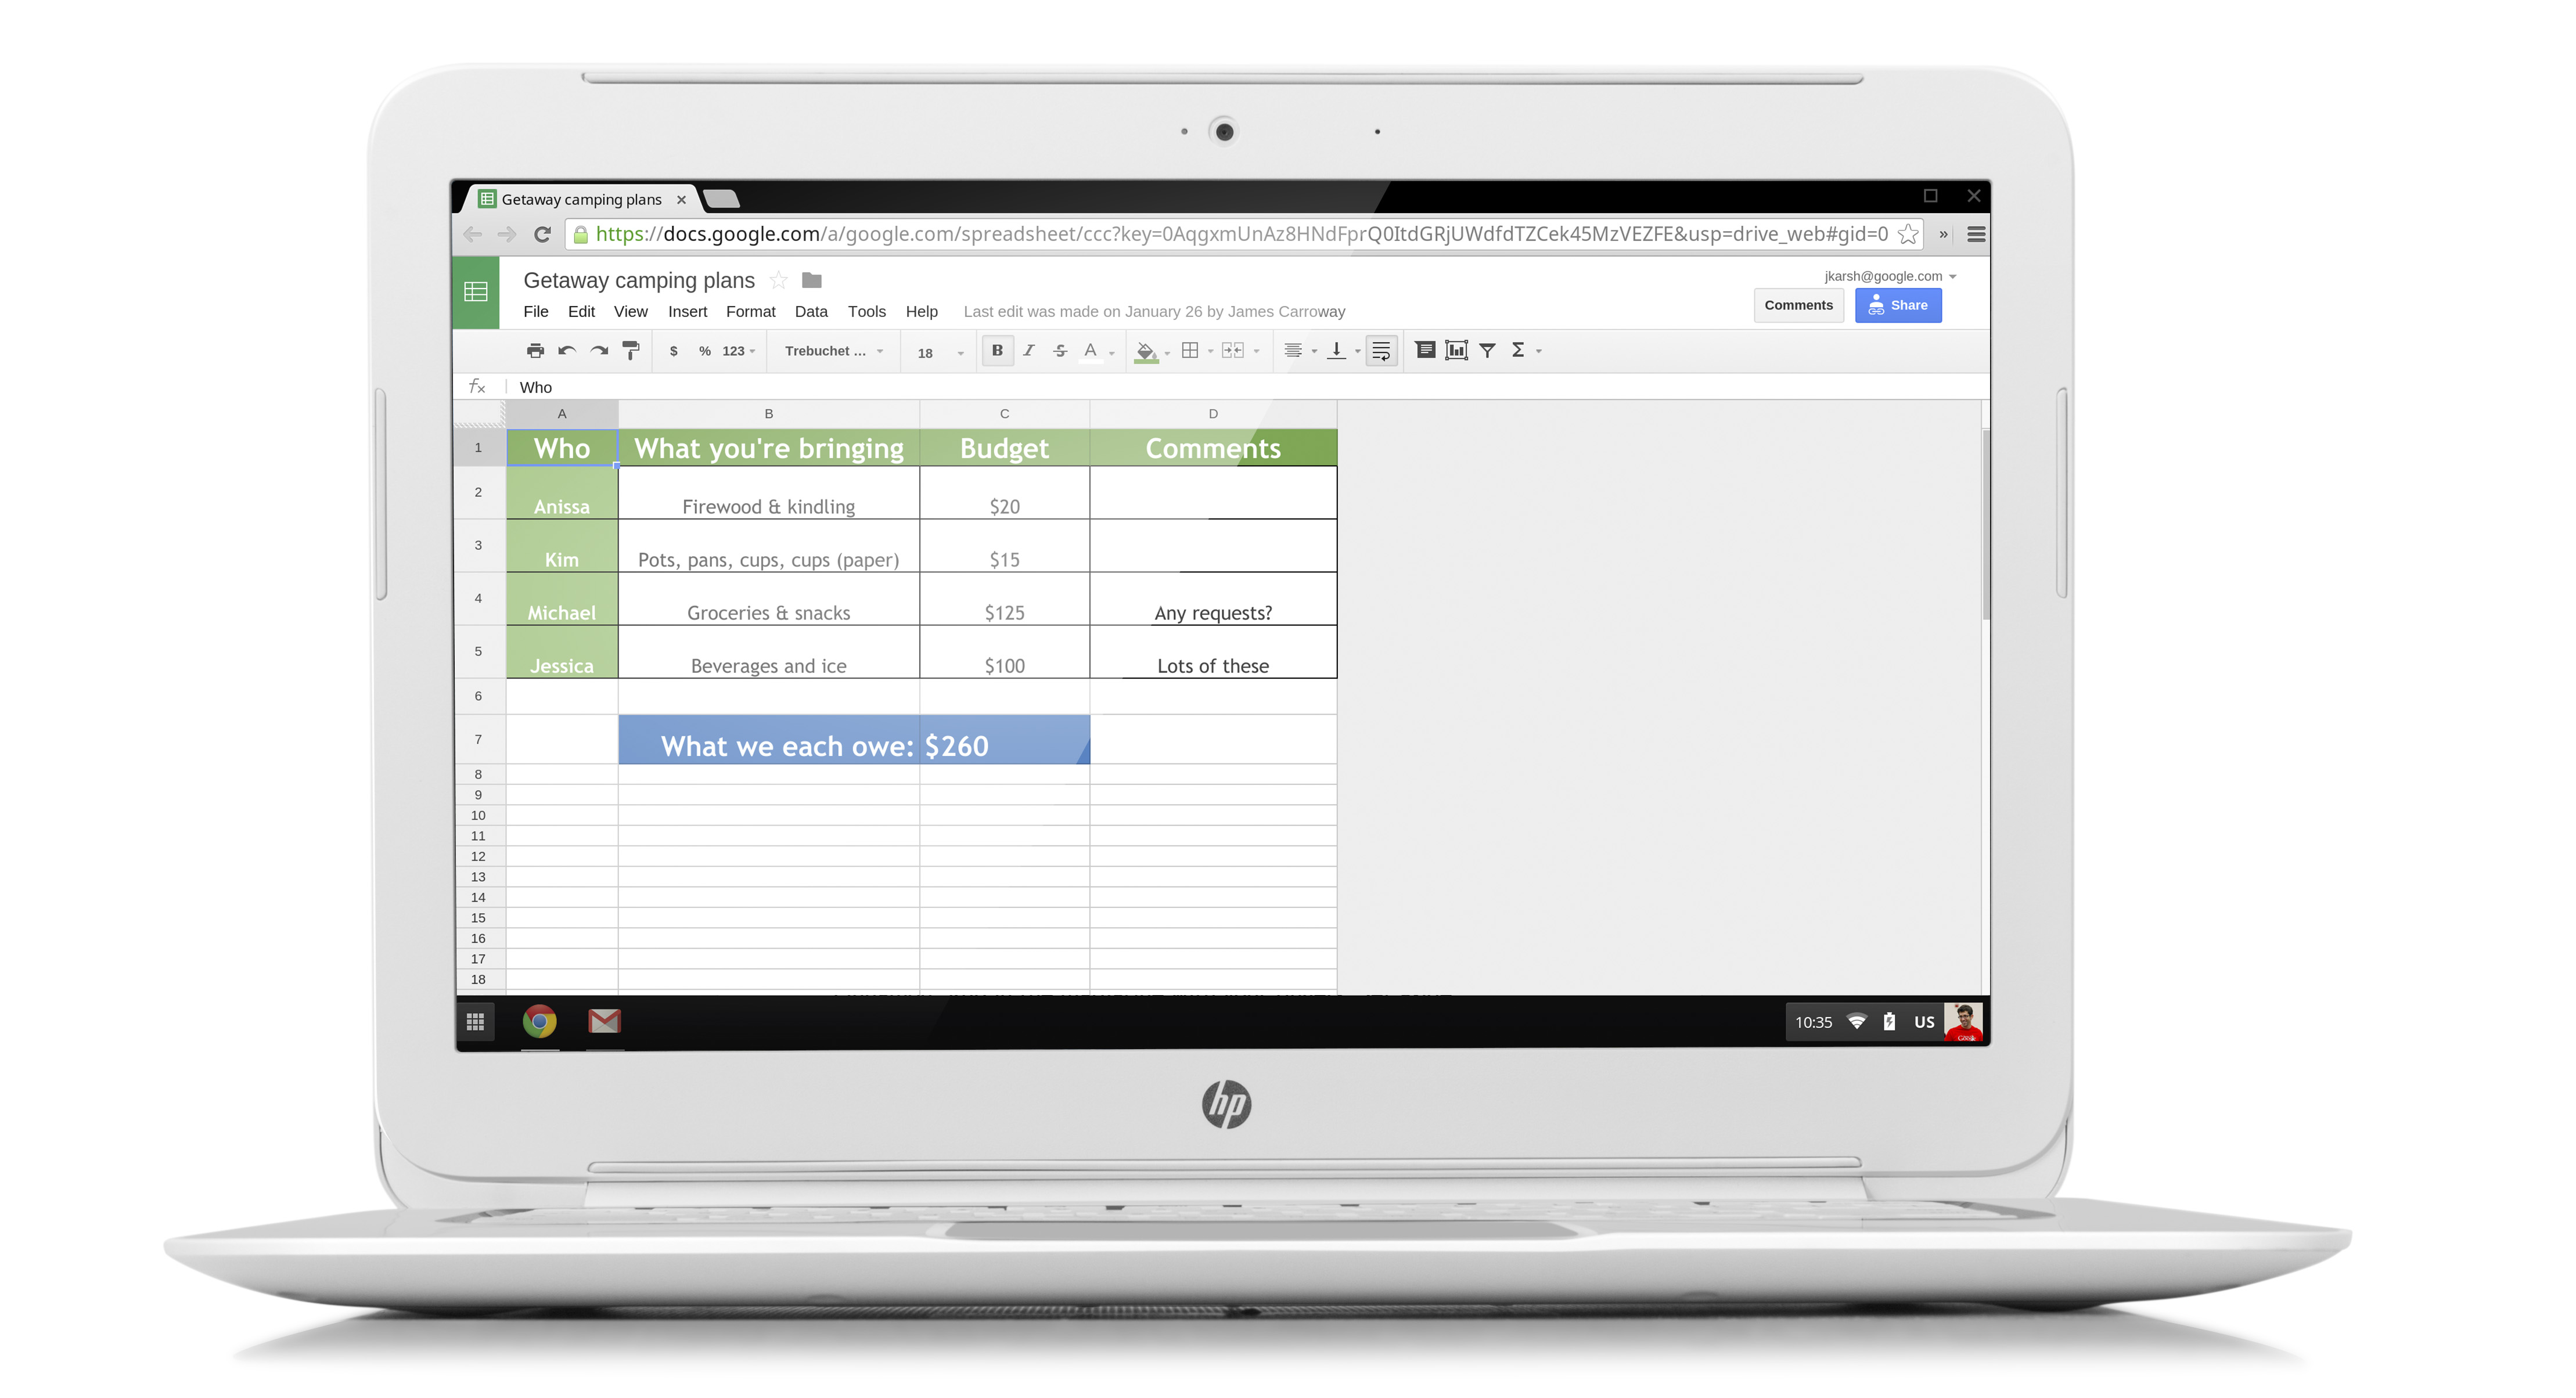 Getaway camping plans
https://docs.google.com/a/google.com/spreadsheet/ccc?key=0AqgxmUnAz8HNdFprQ0ItdGRjUWdfdTZCek45MzVEZFE&usp=drive_web#gid=0 »
Getaway camping plans
jkarsh@google.com
File Edit View Insert Format Data Tools Help Last edit was made on January 26 by James Carroway
Comments Share
$ % 123 Trebuchet ... 18 B I S A Σ
fx Who
A B C D
1 Who What you're bringing Budget Comments
2 Anissa Firewood & kindling $20
3 Kim Pots, pans, cups, cups (paper) $15
4 Michael Groceries & snacks $125 Any requests?
5 Jessica Beverages and ice $100 Lots of these
6
7 What we each owe: $260
8
9
10
11
12
13
14
15
16
17
18
10:35 US
hp